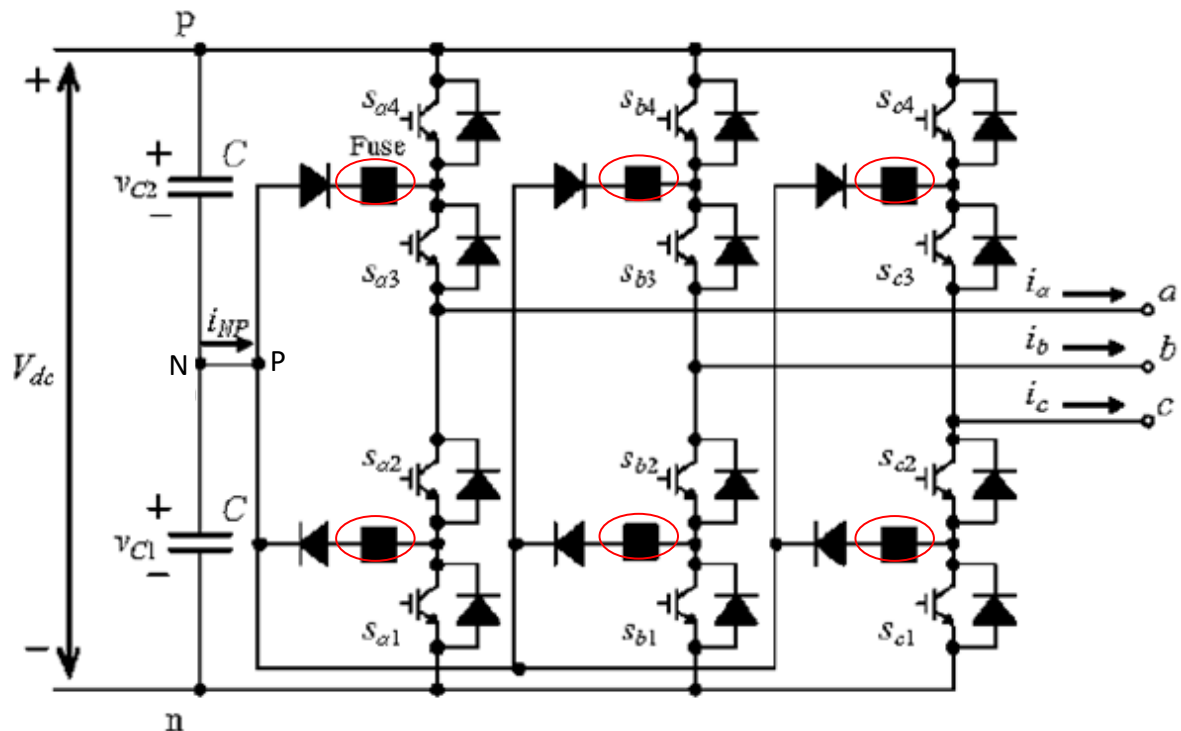 p
+
s_a4
s_b4
s_c4
Fuse
+
C
v_C2
−
s_a3
s_b3
s_c3
i_a
a
i_NP
N
P
i_b
b
V_dc
i_c
c
s_a2
s_b2
s_c2
+
C
v_C1
−
s_a1
s_b1
s_c1
−
n